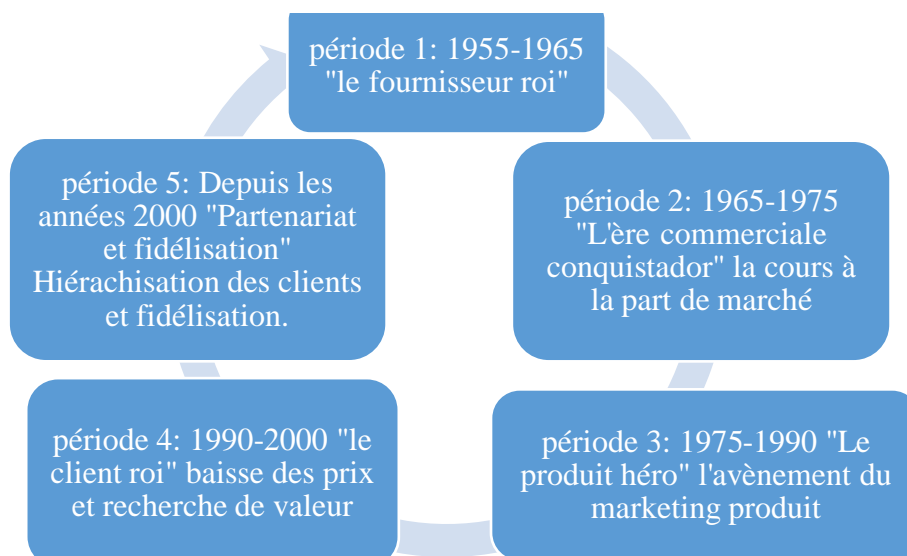 période 1: 1955-1965
"le fournisseur roi"
période 2: 1965-1975
"L'ère commerciale
conquistador" la cours à
la part de marché
période 3: 1975-1990 "Le
produit héro" l'avènement du
marketing produit
période 4: 1990-2000 "le
client roi" baisse des prix
et recherche de valeur
période 5: Depuis les
années 2000 "Partenariat
et fidélisation"
Hiérachisation des clients
et fidélisation.